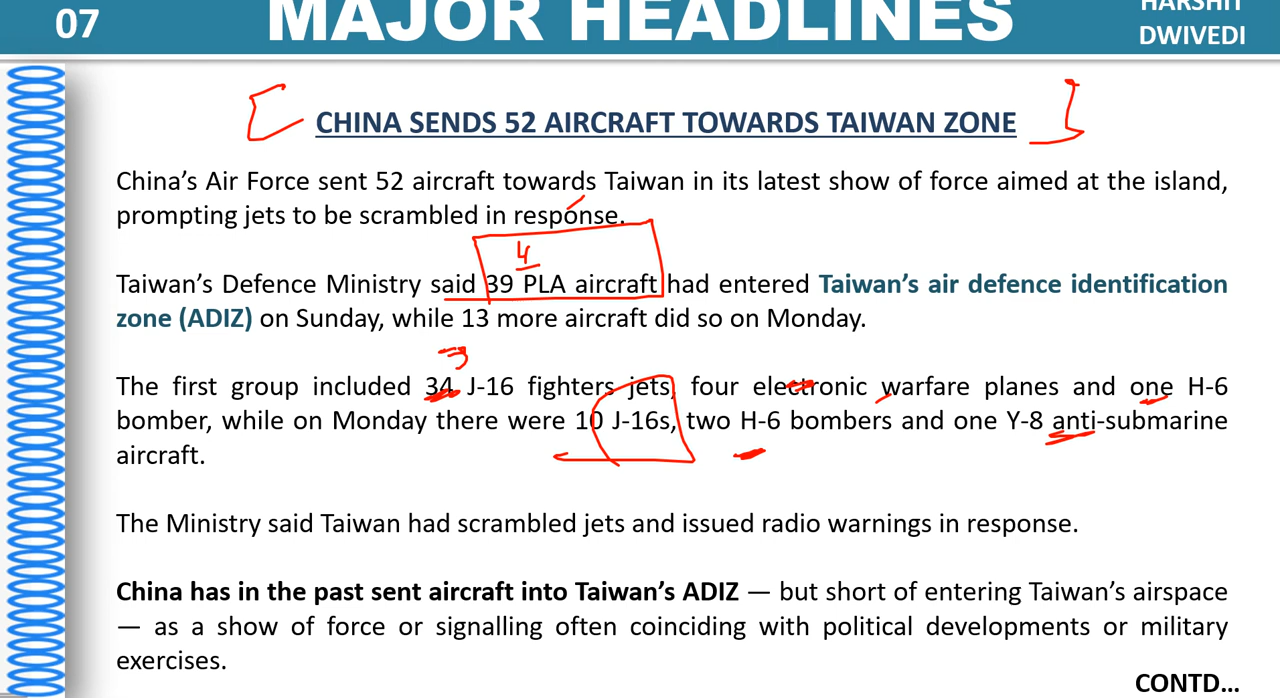 07
MAJOR HEADLINES
HARSHIT
DWIVEDI
CHINA SENDS 52 AIRCRAFT TOWARDS TAIWAN ZONE
China’s Air Force sent 52 aircraft towards Taiwan in its latest show of force aimed at the island,
prompting jets to be scrambled in response.
4
Taiwan’s Defence Ministry said 39 PLA aircraft had entered Taiwan’s air defence identification
zone (ADIZ) on Sunday, while 13 more aircraft did so on Monday.
The first group included 34 J-16 fighters jets, four electronic warfare planes and one H-6
bomber, while on Monday there were 10 J-16s, two H-6 bombers and one Y-8 anti-submarine
aircraft.
The Ministry said Taiwan had scrambled jets and issued radio warnings in response.
China has in the past sent aircraft into Taiwan’s ADIZ — but short of entering Taiwan’s airspace
— as a show of force or signalling often coinciding with political developments or military
exercises.
CONTD...